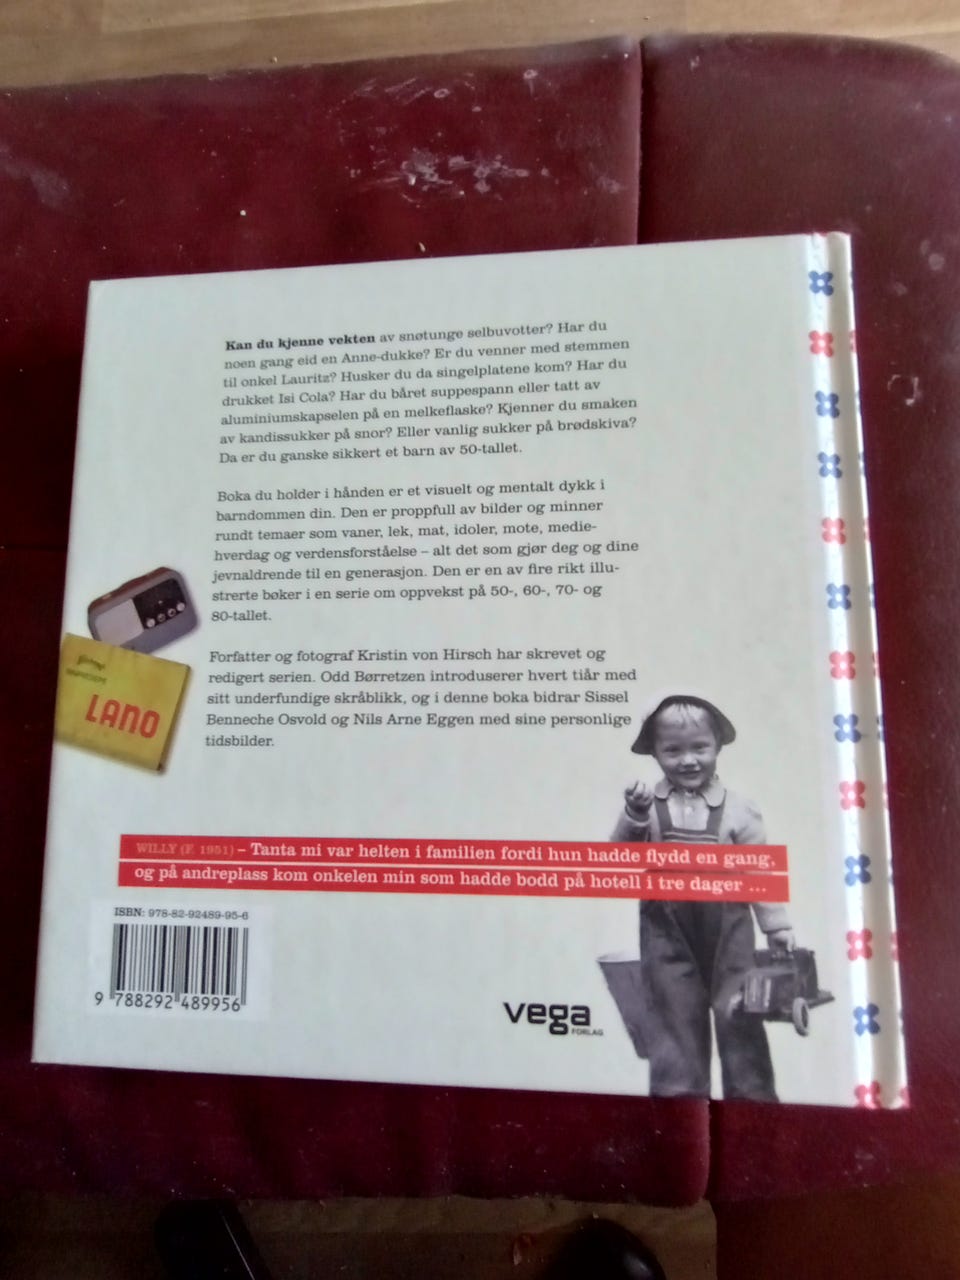 Kan du kjenne vekten av snøtunge selbuvotter? Har du
noen gang eid en Anne-dukke? Er du venner med stemmen
til onkel Lauritz? Husker du da singelplatene kom? Har du
drukket Isi Cola? Har du båret suppespann eller tatt av
aluminiumskapselen på en melkeflaske? Kjenner du smaken
av kandissukker på snor? Eller vanlig sukker på brødskiva?
Da er du ganske sikkert et barn av 50-tallet.
Boka du holder i hånden er et visuelt og mentalt dykk i
barndommen din. Den er proppfull av bilder og minner
rundt temaer som vaner, lek, mat, idoler, mote, medie-
hverdag og verdensforståelse – alt det som gjør deg og dine
jevnaldrende til en generasjon. Den er en av fire rikt illu-
strerte bøker i en serie om oppvekst på 50-, 60-, 70- og
80-tallet.
Forfatter og fotograf Kristin von Hirsch har skrevet og
redigert serien. Odd Børretzen introduserer hvert tiår med
sitt underfundige skråblikk, og i denne boka bidrar Sissel
Benneche Osvold og Nils Arne Eggen med sine personlige
tidsbilder.
LANO
WILLY (F. 1951) – Tanta mi var helten i familien fordi hun hadde flydd en gang,
og på andreplass kom onkelen min som hadde bodd på hotell i tre dager ...
ISBN: 978-82-92489-95-6
9 788292 489956
vega
FORLAG